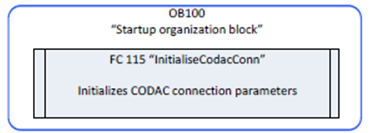 OB100
“Startup organization block”
FC 115 “InitialiseCodacConn”
Initializes CODAC connection parameters